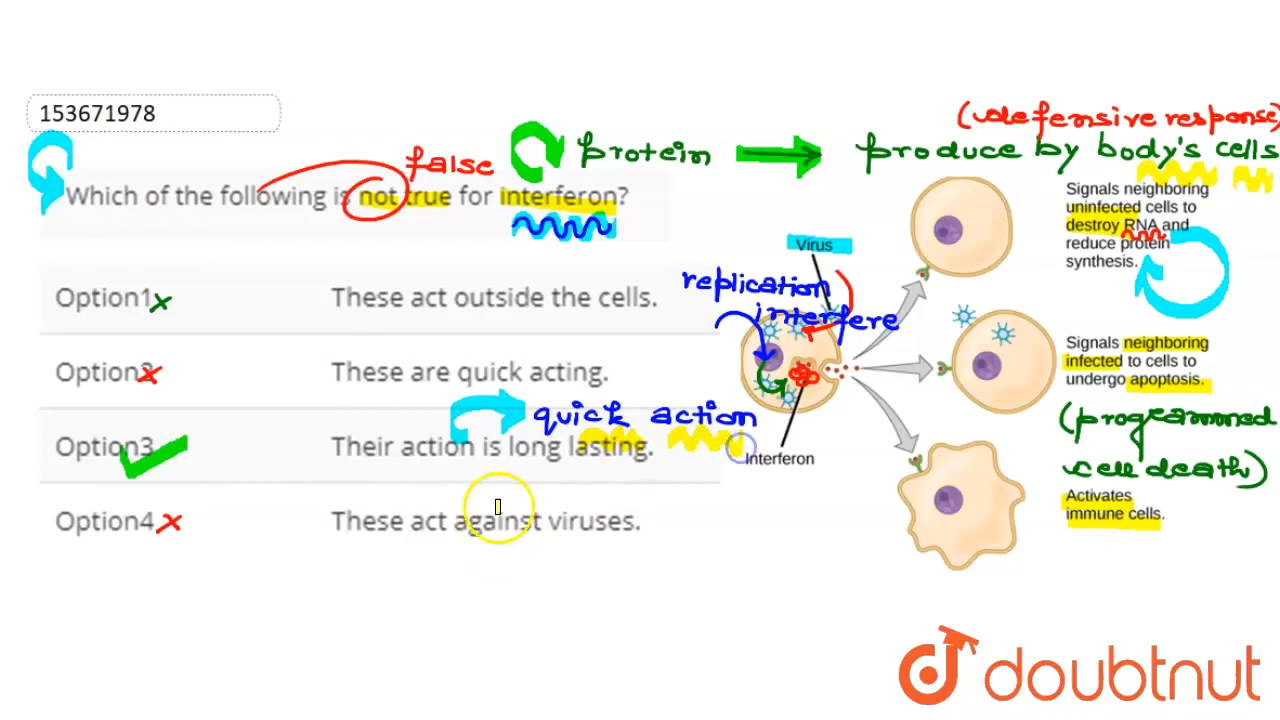 153671978
(defensive response)
false
protein → produce by body's cells
Which of the following is not true for interferon?
Signals neighboring
uninfected cells to
destroy RNA and
reduce protein
synthesis.
Virus
replication
interfere
Option1 x These act outside the cells.
Option2 x These are quick acting.
Signals neighboring
infected to cells to
undergo apoptosis.
quick action
(programmed
cell death)
Option3 These act is long lasting.
Interferon
Activates
immune cells.
Option4 x These act against viruses.
doubtnut